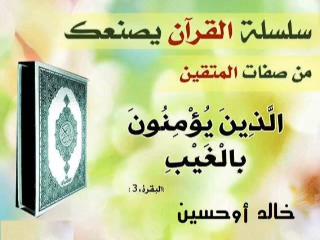 سلسلة القرآن يصنعك
من صفات المتقين
الَّذِينَ يُؤْمِنُونَ
بِالْغَيْبِ
(البقرة، 3)
خالد أوحسين